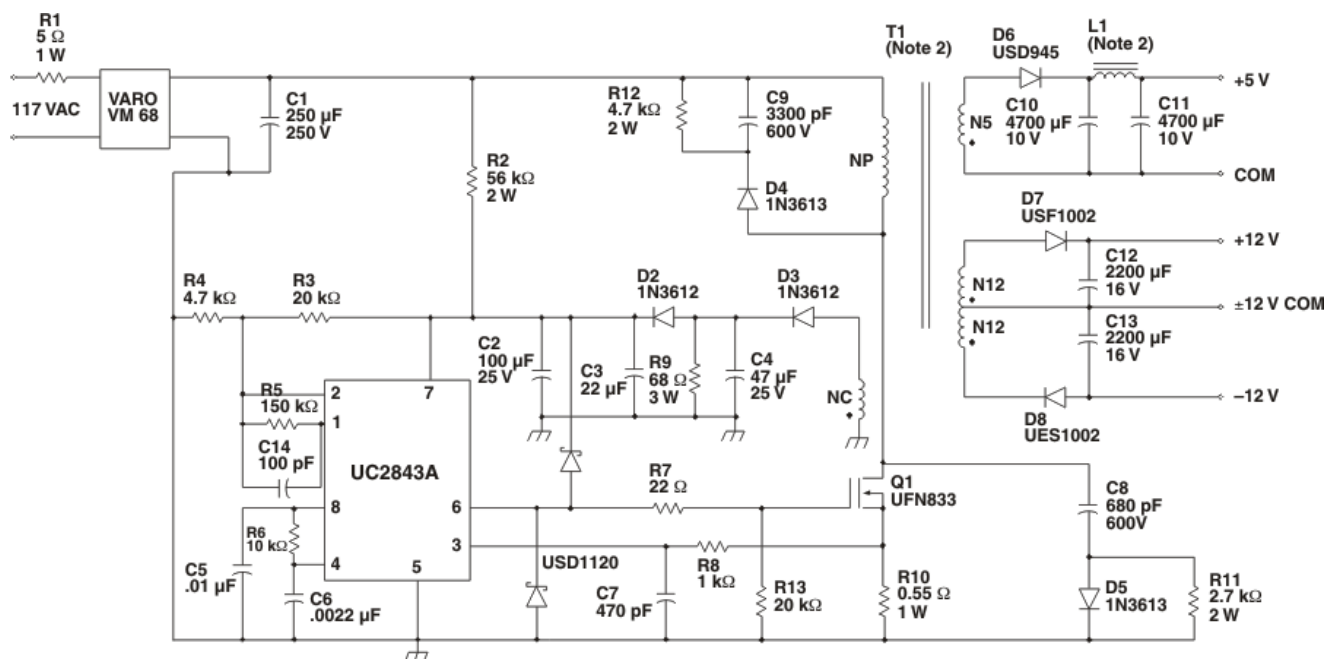 R1
5 Ω
1 W
117 VAC
VARO
VM 68
C1
250 µF
250 V
R12
4.7 kΩ
2 W
C9
3300 pF
600 V
R2
56 kΩ
2 W
D4
1N3613
NP
T1
(Note 2)
D6
USD945
L1
(Note 2)
N5
C10
4700 µF
10 V
C11
4700 µF
10 V
+5 V
COM
D7
USF1002
+12 V
C12
2200 µF
16 V
N12
±12 V COM
N12
C13
2200 µF
16 V
–12 V
D8
UES1002
R4
4.7 kΩ
R3
20 kΩ
D2
1N3612
D3
1N3612
C2
100 µF
25 V
C3
22 µF
R9
68 Ω
3 W
C4
47 µF
25 V
NC
R5
150 kΩ
C14
100 pF
2
7
1
UC2843A
8
6
4
3
5
R6
10 kΩ
C5
.01 µF
C6
.0022 µF
USD1120
R7
22 Ω
Q1
UFN833
C7
470 pF
R8
1 kΩ
R13
20 kΩ
R10
0.55 Ω
1 W
C8
680 pF
600V
D5
1N3613
R11
2.7 kΩ
2 W